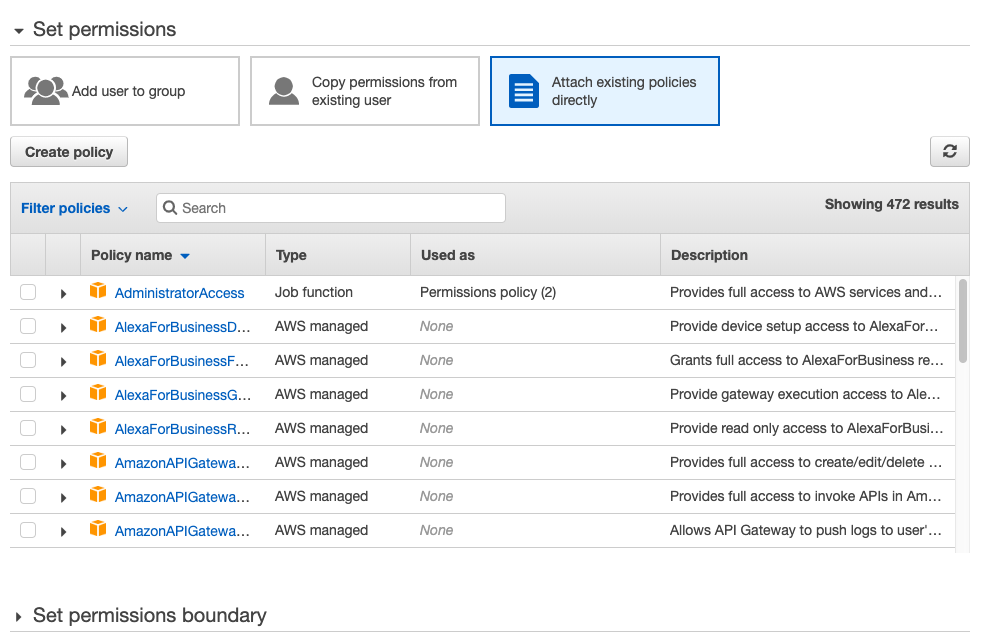 Set permissions
Add user to group
Copy permissions from
existing user
Attach existing policies
directly
Create policy
Filter policies
Search
Showing 472 results
Policy name Type Used as Description
AdministratorAccess Job function Permissions policy (2) Provides full access to AWS services and...
AlexaForBusinessD... AWS managed None Provide device setup access to AlexaFor...
AlexaForBusinessF... AWS managed None Grants full access to AlexaForBusiness re...
AlexaForBusinessG... AWS managed None Provide gateway execution access to Ale...
AlexaForBusinessR... AWS managed None Provide read only access to AlexaForBusi...
AmazonAPIGatewa... AWS managed None Provides full access to create/edit/delete ...
AmazonAPIGatewa... AWS managed None Provides full access to invoke APIs in Am...
AmazonAPIGatewa... AWS managed None Allows API Gateway to push logs to user'...
Set permissions boundary